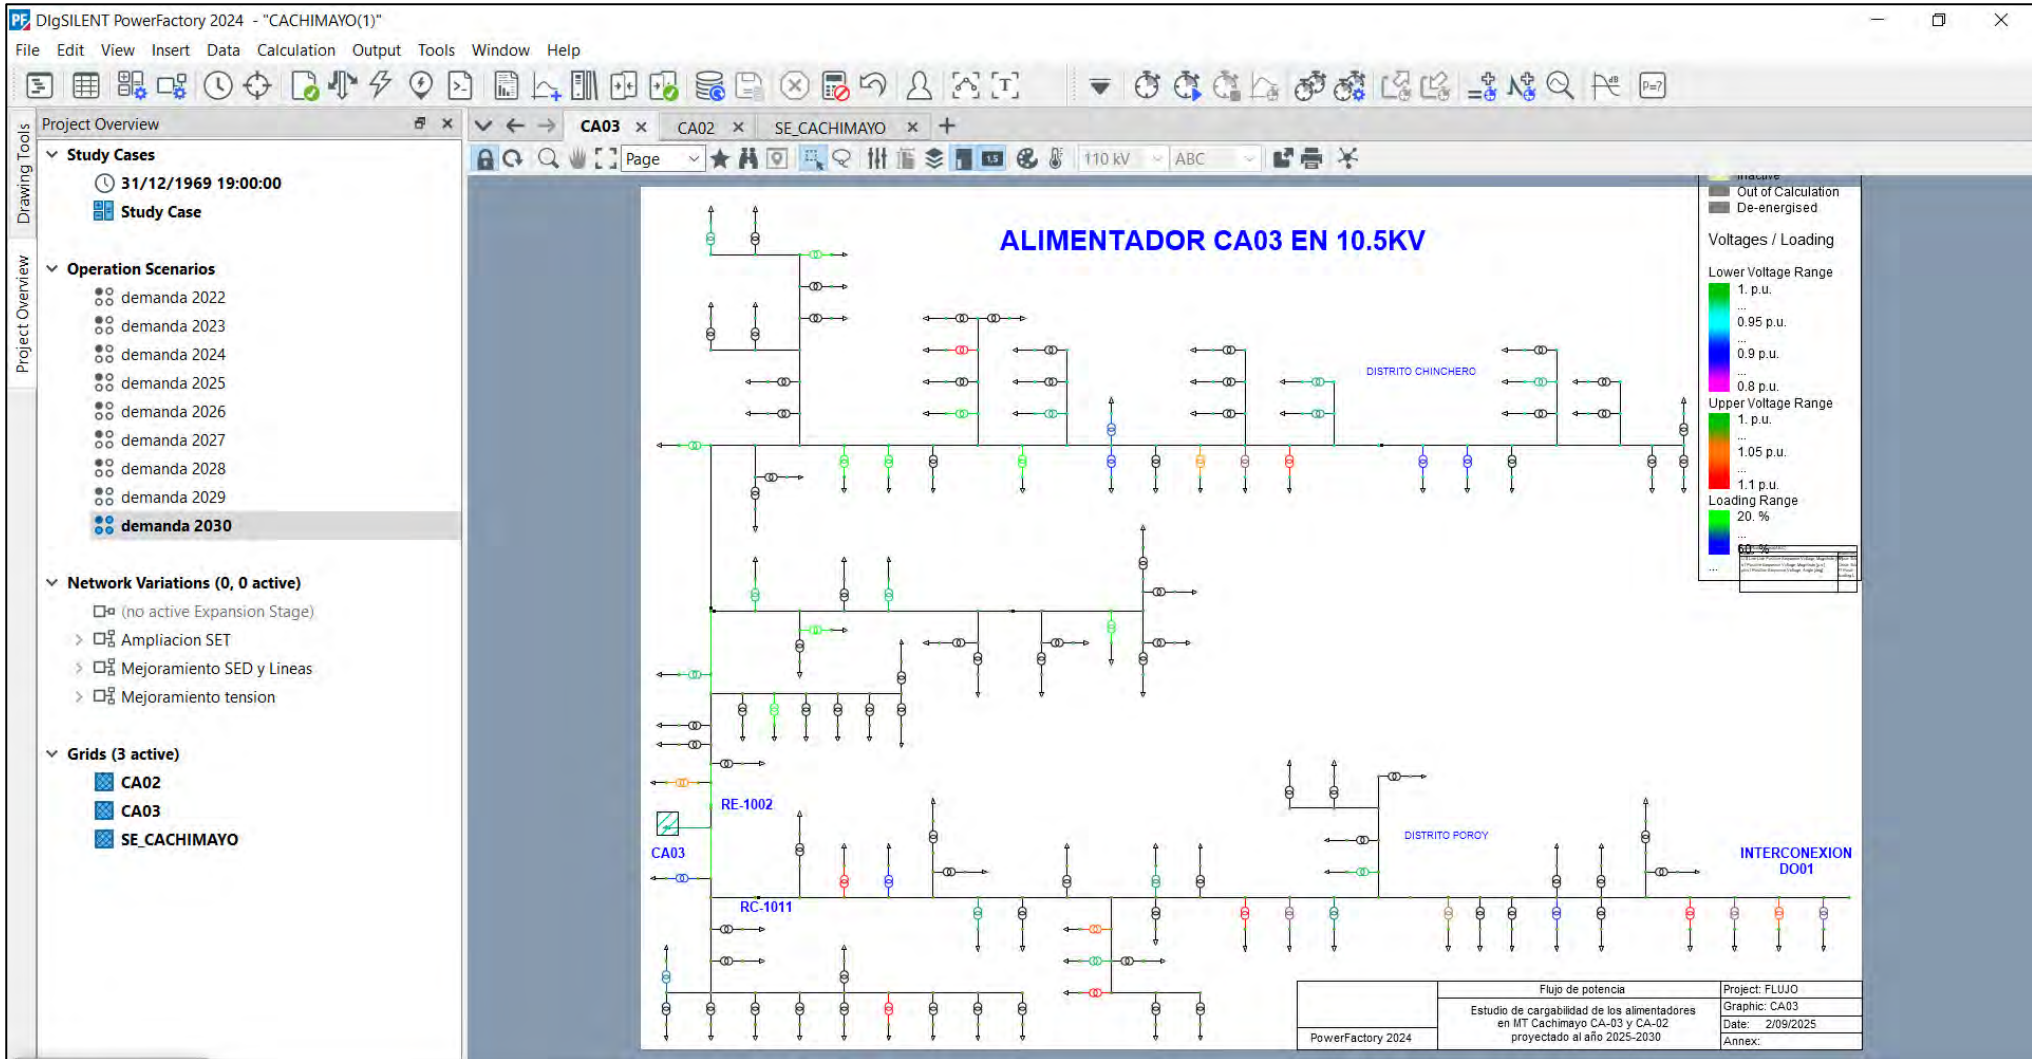 DIgSILENT PowerFactory 2024 - "CACHIMAYO(1)"
File Edit View Insert Data Calculation Output Tools Window Help
Drawing Tools
Project Overview
Project Overview
Study Cases
31/12/1969 19:00:00
Study Case
Operation Scenarios
demanda 2022
demanda 2023
demanda 2024
demanda 2025
demanda 2026
demanda 2027
demanda 2028
demanda 2029
demanda 2030
Network Variations (0, 0 active)
(no active Expansion Stage)
Ampliacion SET
Mejoramiento SED y Lineas
Mejoramiento tension
Grids (3 active)
CA02
CA03
SE_CACHIMAYO
CA03 CA02 SE_CACHIMAYO
Page 110 kV ABC
ALIMENTADOR CA03 EN 10.5KV
Inactive
Out of Calculation
De-energised
Voltages / Loading
Lower Voltage Range
1. p.u.
...
0.95 p.u.
...
0.9 p.u.
...
0.8 p.u.
Upper Voltage Range
1. p.u.
...
1.05 p.u.
...
1.1 p.u.
Loading Range
20. %
...
60. %
...
DISTRITO CHINCHERO
RE-1002
CA03
RC-1011
DISTRITO POROY
INTERCONEXION
DO01
PowerFactory 2024
Flujo de potencia
Estudio de cargabilidad de los alimentadores
en MT Cachimayo CA-03 y CA-02
proyectado al año 2025-2030
Project: FLUJO
Graphic: CA03
Date: 2/09/2025
Annex: